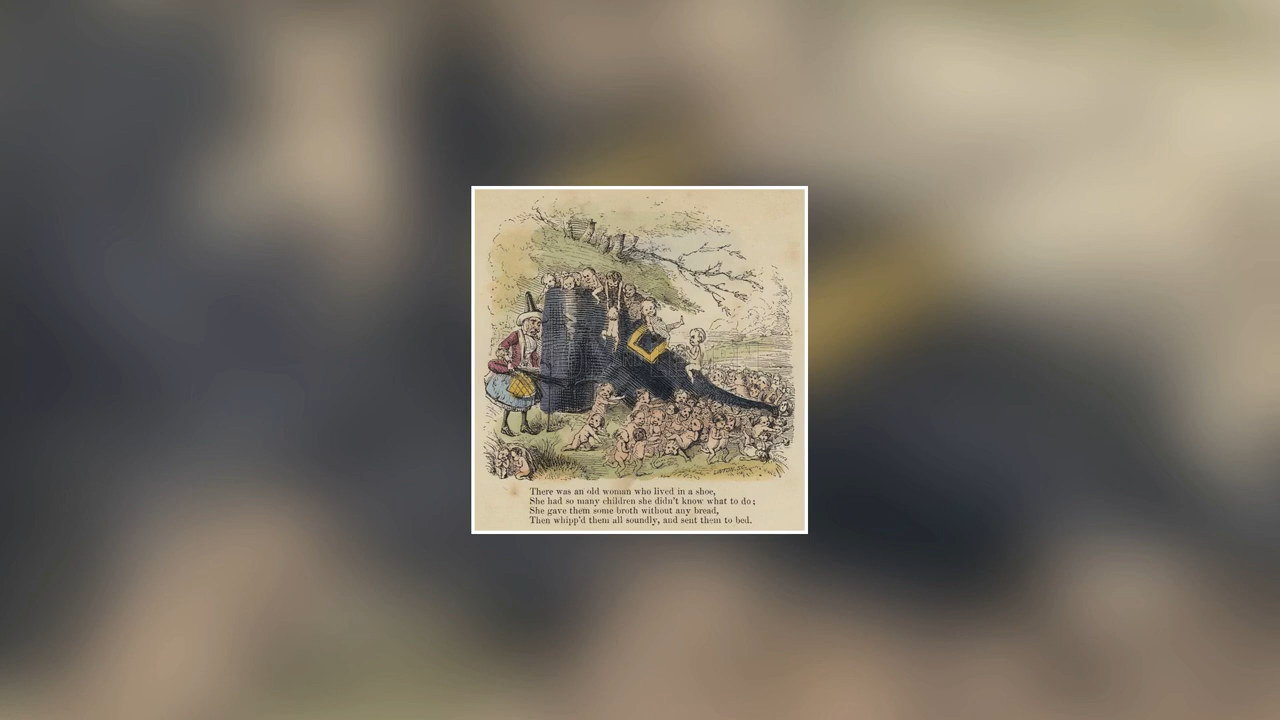 LINTON. SC.
There was an old woman who lived in a shoe,
She had so many children she didn't know what to do;
She gave them some broth without any bread,
Then whipp'd them all soundly, and sent them to bed.